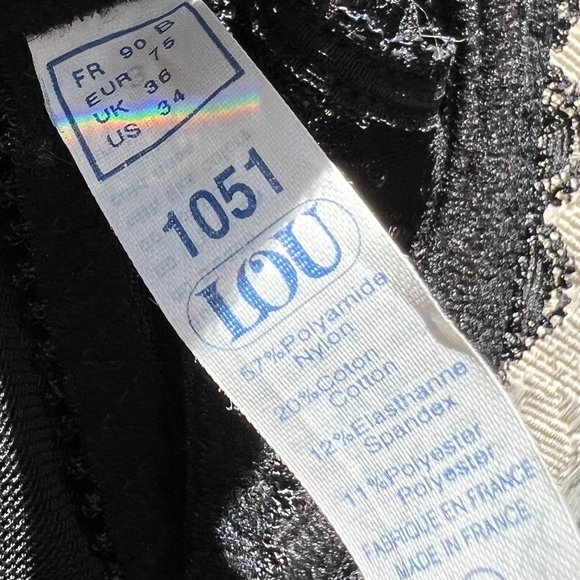 FR 90 B
EUR 75
UK 36
US 34
1051
LOU
57%Polyamide
Nylon
20%Coton
Cotton
12%Elasthanne
Spandex
11%Polyester
Polyester
FABRIQUE EN FRANCE
MADE IN FRANCE